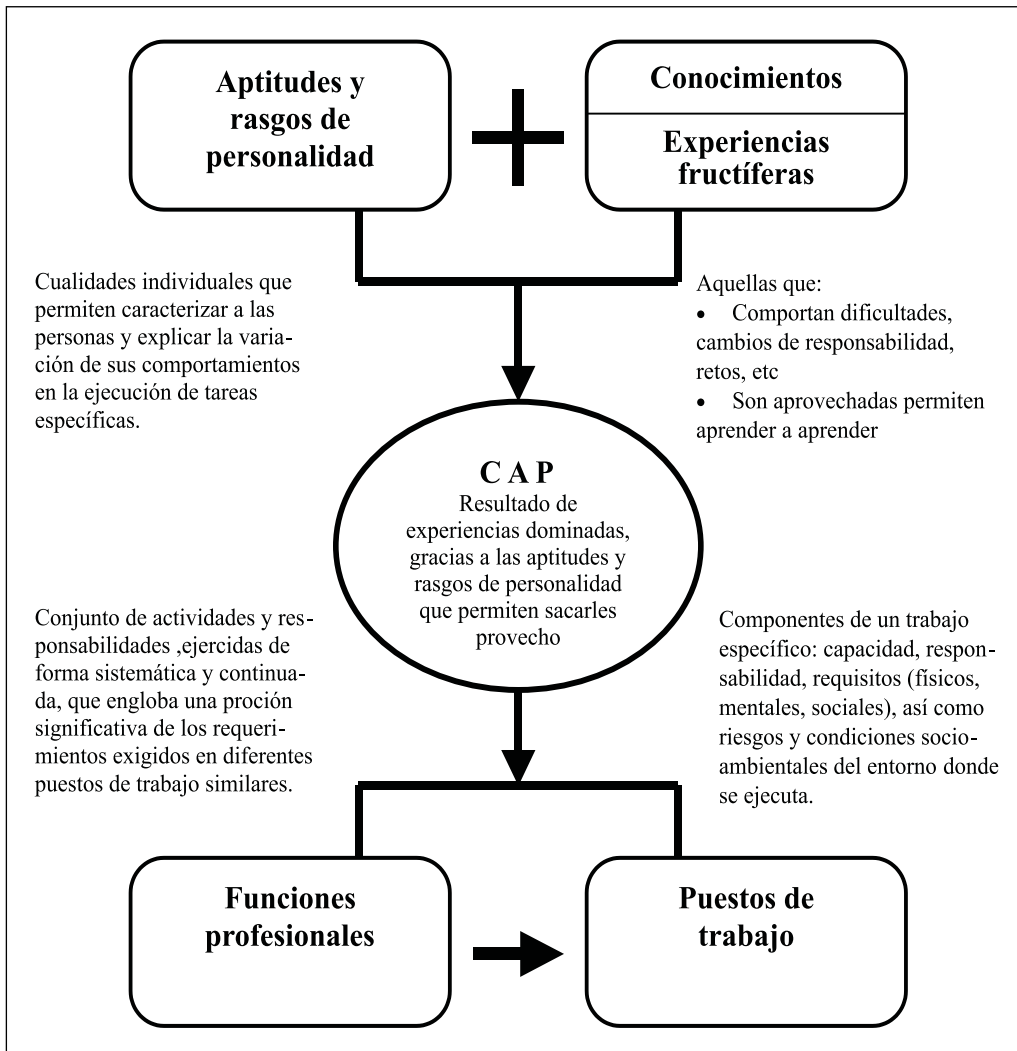 Aptitudes y
rasgos de
personalidad
Conocimientos
Experiencias
fructíferas
Cualidades individuales que
permiten caracterizar a las
personas y explicar la varia-
ción de sus comportamientos
en la ejecución de tareas
específicas.
Aquellas que:
• Comportan dificultades,
cambios de responsabilidad,
retos, etc
• Son aprovechadas permiten
aprender a aprender
C A P
Resultado de
experiencias dominadas,
gracias a las aptitudes y
rasgos de personalidad
que permiten sacarles
provecho
Conjunto de actividades y res-
ponsabilidades ,ejercidas de
forma sistemática y continua-
da, que engloba una proción
significativa de los requeri-
mientos exigidos en diferentes
puestos de trabajo similares.
Componentes de un trabajo
específico: capacidad, respon-
sabilidad, requisitos (físicos,
mentales, sociales), así como
riesgos y condiciones socio-
ambientales del entorno donde
se ejecuta.
Funciones
profesionales
Puestos de
trabajo